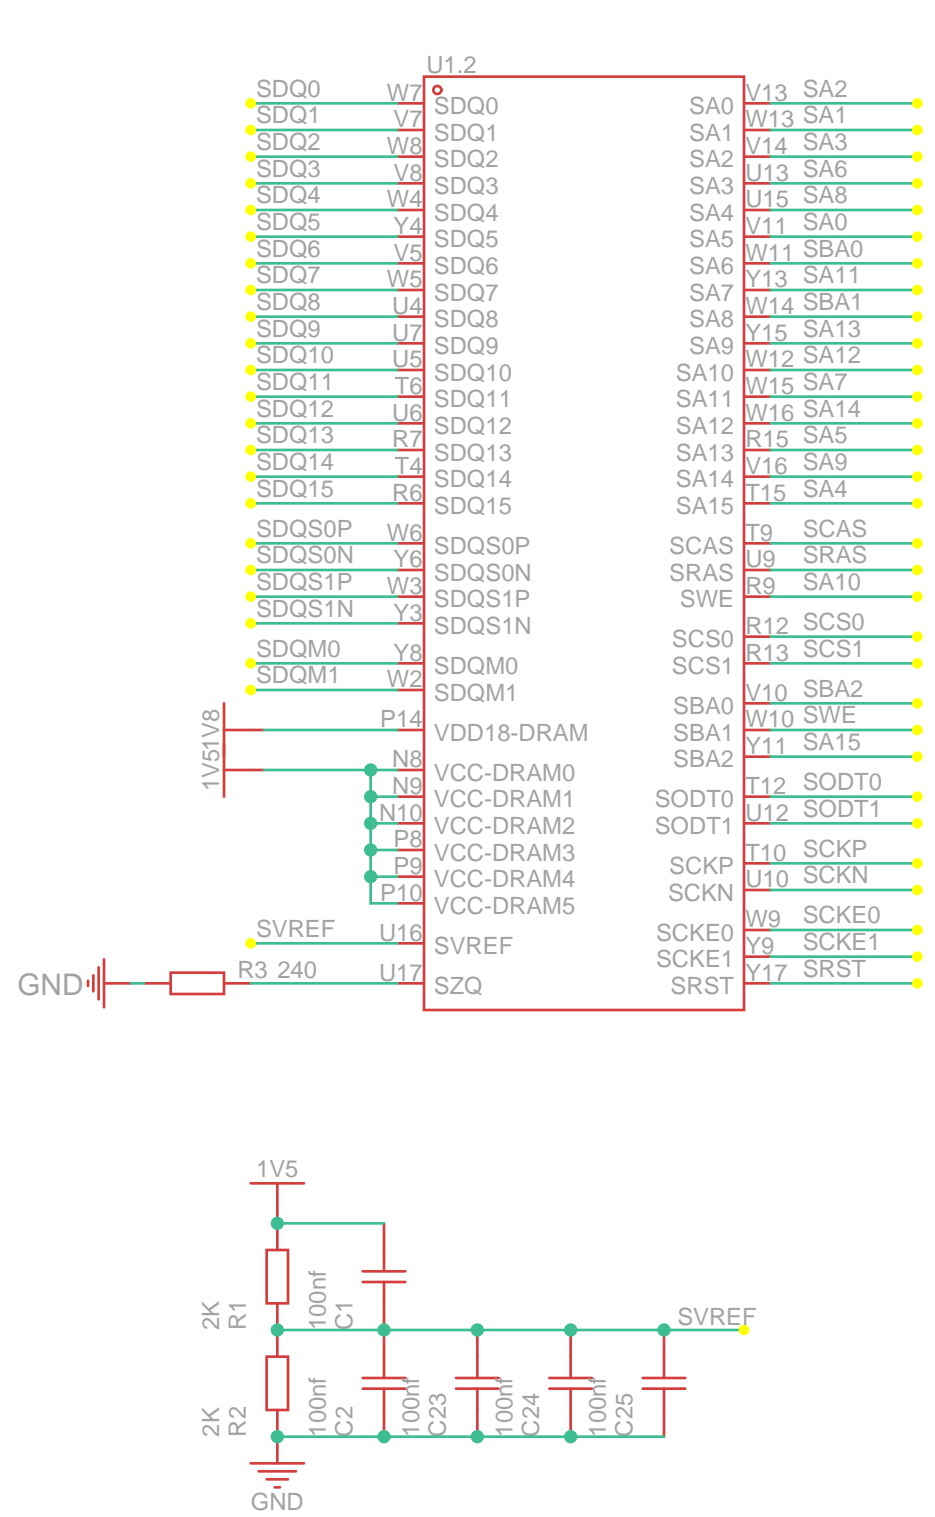 U1.2
SDQ0 W7 SDQ0 SA0 V13 SA2
SDQ1 V7 SDQ1 SA1 W13 SA1
SDQ2 W8 SDQ2 SA2 V14 SA3
SDQ3 V8 SDQ3 SA3 U13 SA6
SDQ4 W4 SDQ4 SA4 U15 SA8
SDQ5 Y4 SDQ5 SA5 V11 SA0
SDQ6 V5 SDQ6 SA6 W11 SBA0
SDQ7 W5 SDQ7 SA7 Y13 SA11
SDQ8 U4 SDQ8 SA8 W14 SBA1
SDQ9 U7 SDQ9 SA9 Y15 SA13
SDQ10 U5 SDQ10 SA10 W12 SA12
SDQ11 T6 SDQ11 SA11 W15 SA7
SDQ12 U6 SDQ12 SA12 W16 SA14
SDQ13 R7 SDQ13 SA13 R15 SA5
SDQ14 T4 SDQ14 SA14 V16 SA9
SDQ15 R6 SDQ15 SA15 T15 SA4
SDQS0P W6 SDQS0P SCAS T9 SCAS
SDQS0N Y6 SDQS0N SRAS U9 SRAS
SDQS1P W3 SDQS1P SWE R9 SA10
SDQS1N Y3 SDQS1N SCS0 R12 SCS0
SDQM0 Y8 SDQM0 SCS1 R13 SCS1
SDQM1 W2 SDQM1 SBA0 V10 SBA2
1V8 P14 VDD18-DRAM SBA1 W10 SWE
1V5 N8 VCC-DRAM0 SBA2 Y11 SA15
N9 VCC-DRAM1 SODT0 T12 SODT0
N10 VCC-DRAM2 SODT1 U12 SODT1
P8 VCC-DRAM3 SCKP T10 SCKP
P9 VCC-DRAM4 SCKN U10 SCKN
P10 VCC-DRAM5
SVREF U16 SVREF SCKE0 W9 SCKE0
SCKE1 Y9 SCKE1
GND R3 240 U17 SZQ SRST Y17 SRST
1V5
2K
R1
100nf
C1
SVREF
2K
R2
100nf
C2
100nf
C23
100nf
C24
100nf
C25
GND